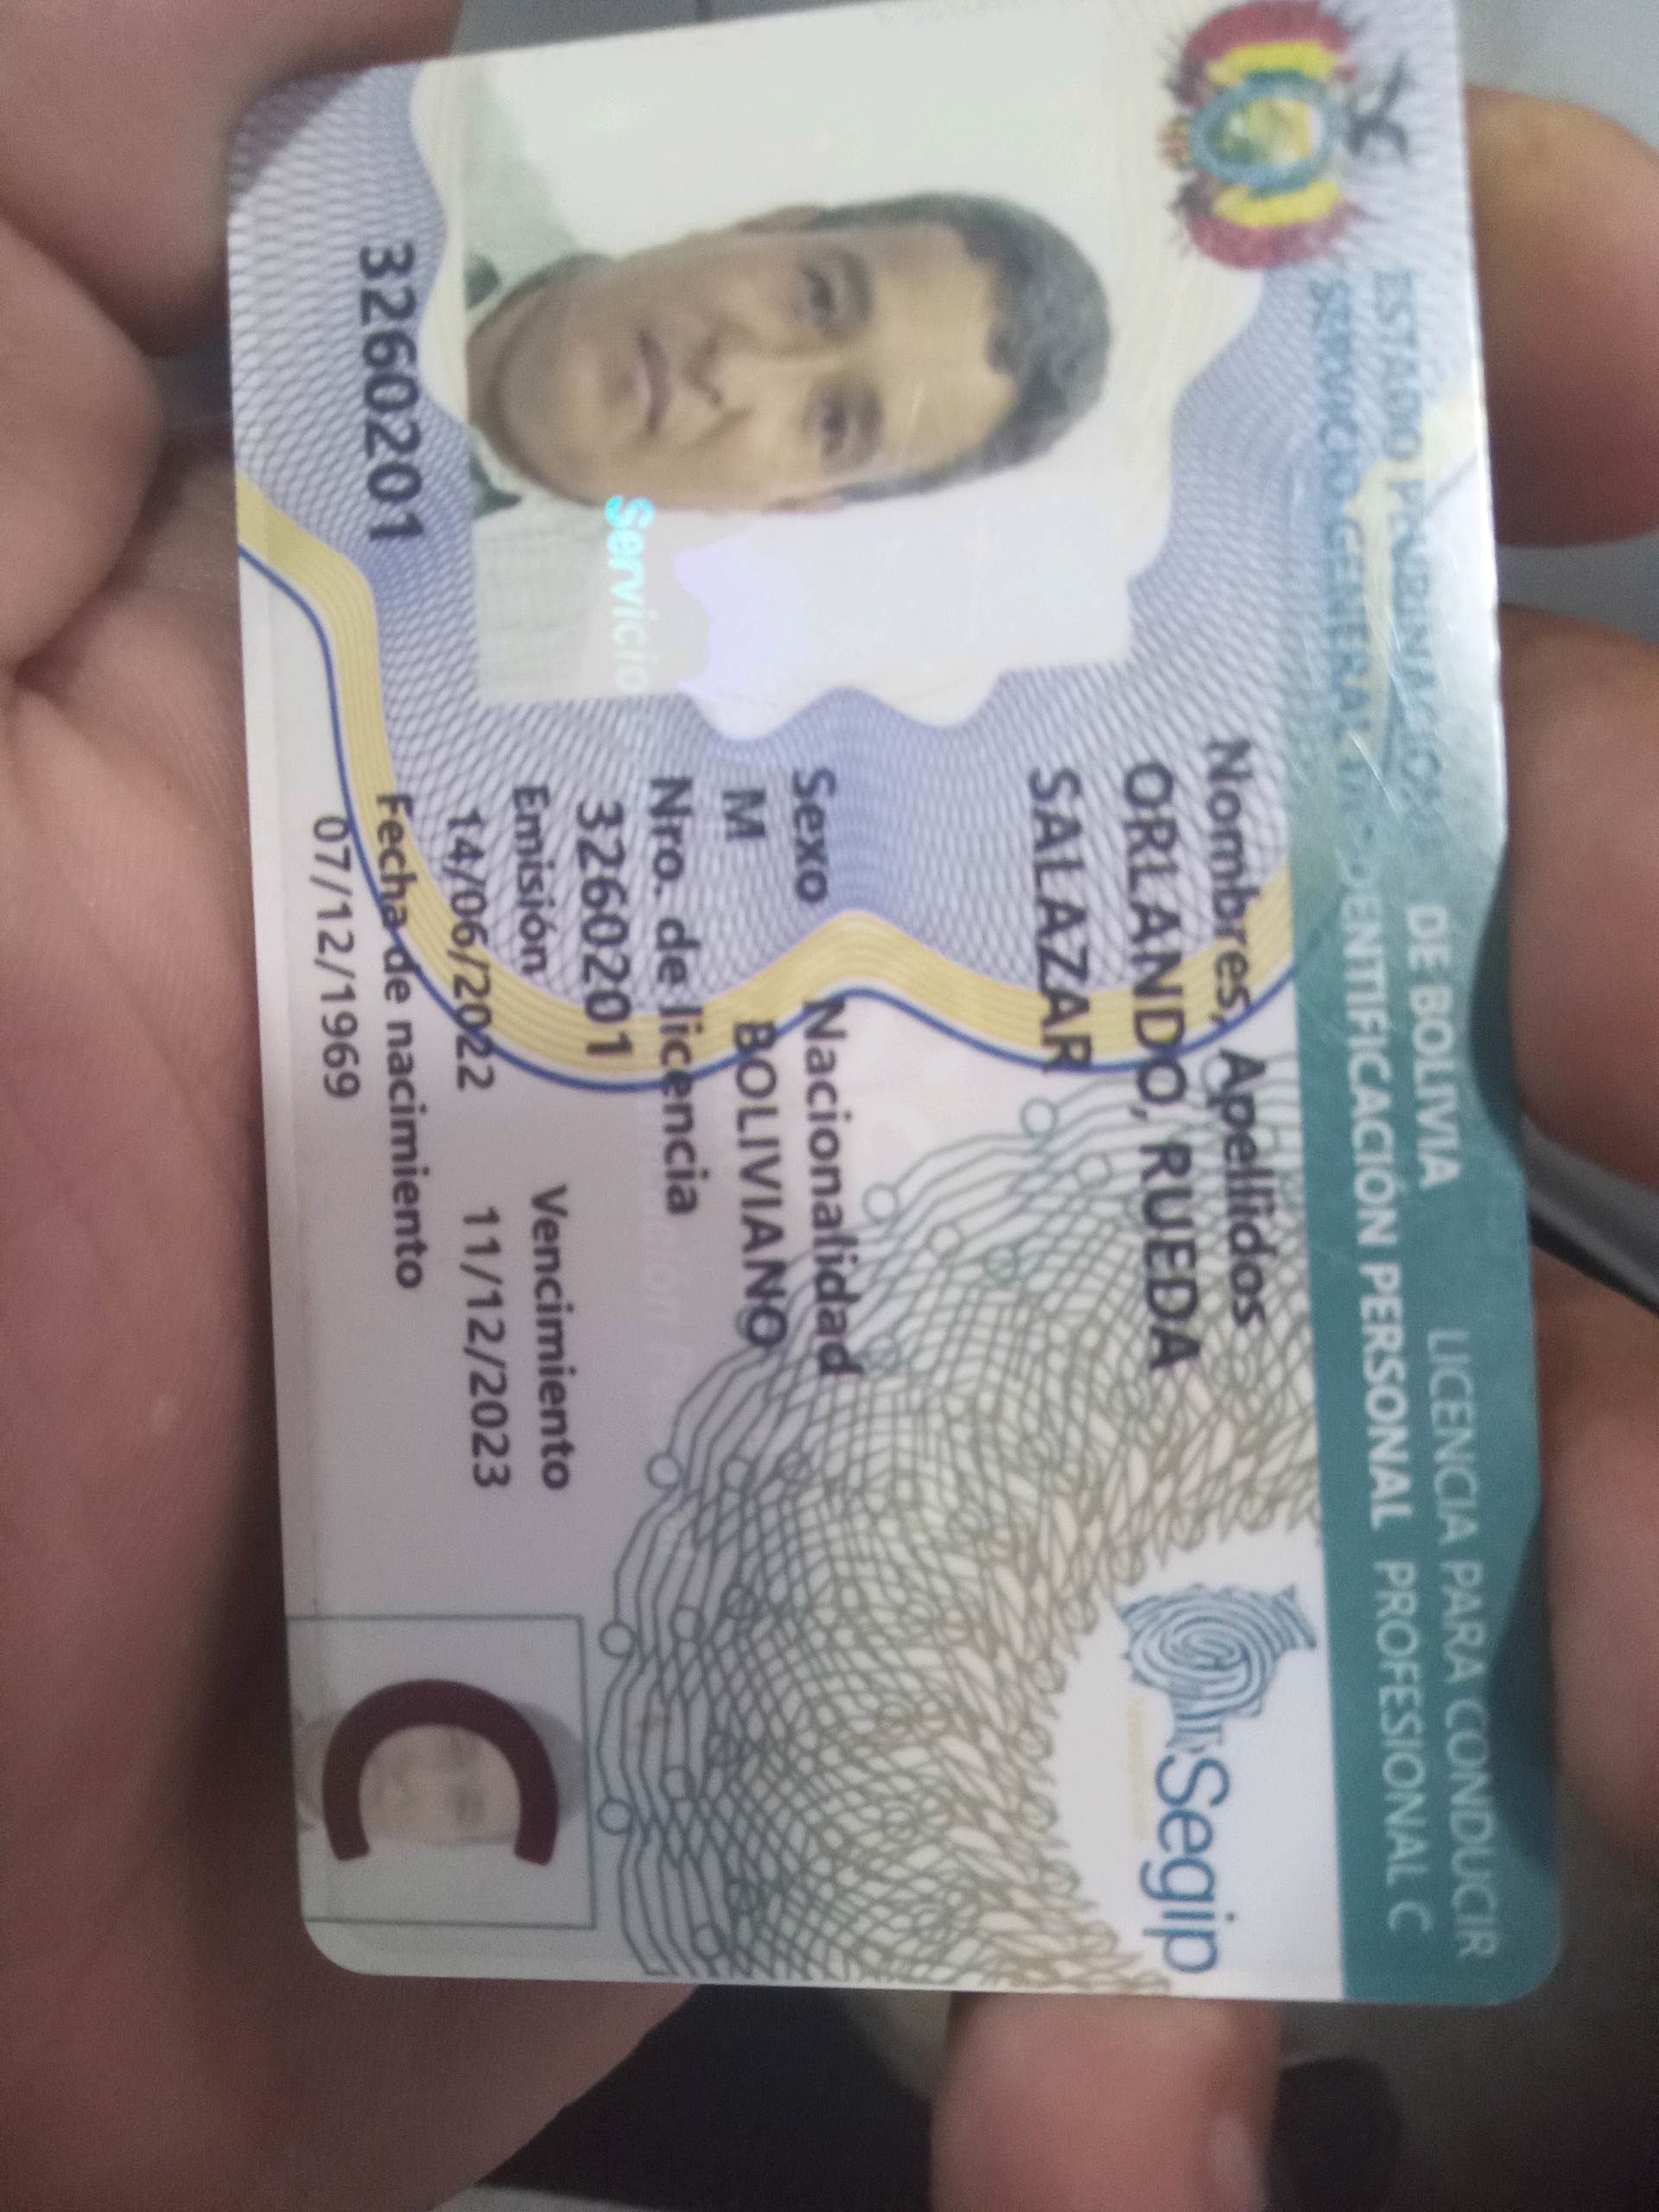 ESTADO PLURINACIONAL DE BOLIVIA LICENCIA PARA CONDUCIR
SERVICIO GENERAL DE IDENTIFICACIÓN PERSONAL PROFESIONAL C
Segip
Nombres, Apellidos
ORLANDO, RUEDA
SALAZAR
Sexo Nacionalidad
M BOLIVIANO
Nro. de licencia
3260201
Emisión Vencimiento
14/06/2022 11/12/2023
Fecha de nacimiento
07/12/1969
3260201
Servicio
C